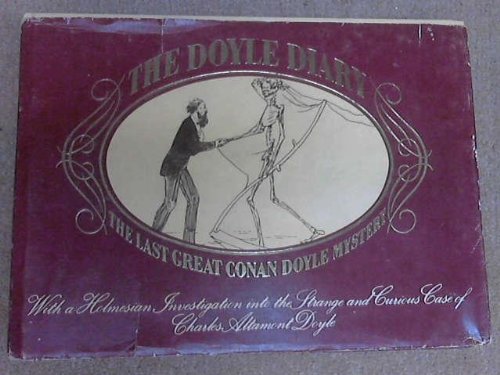 THE DOYLE DIARY
THE LAST GREAT CONAN DOYLE MYSTERY
With a Holmesian Investigation into the Strange and Curious Case of
Charles Altamont Doyle